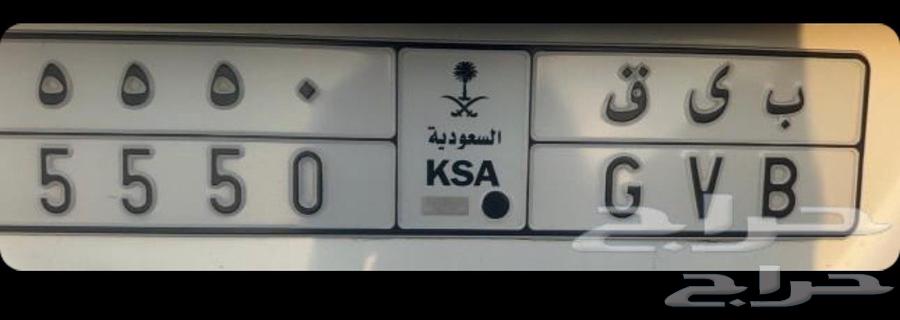 ٥٥٥٠
5550
السعودية
KSA
ب ى ق
G V B
حراج
حراج